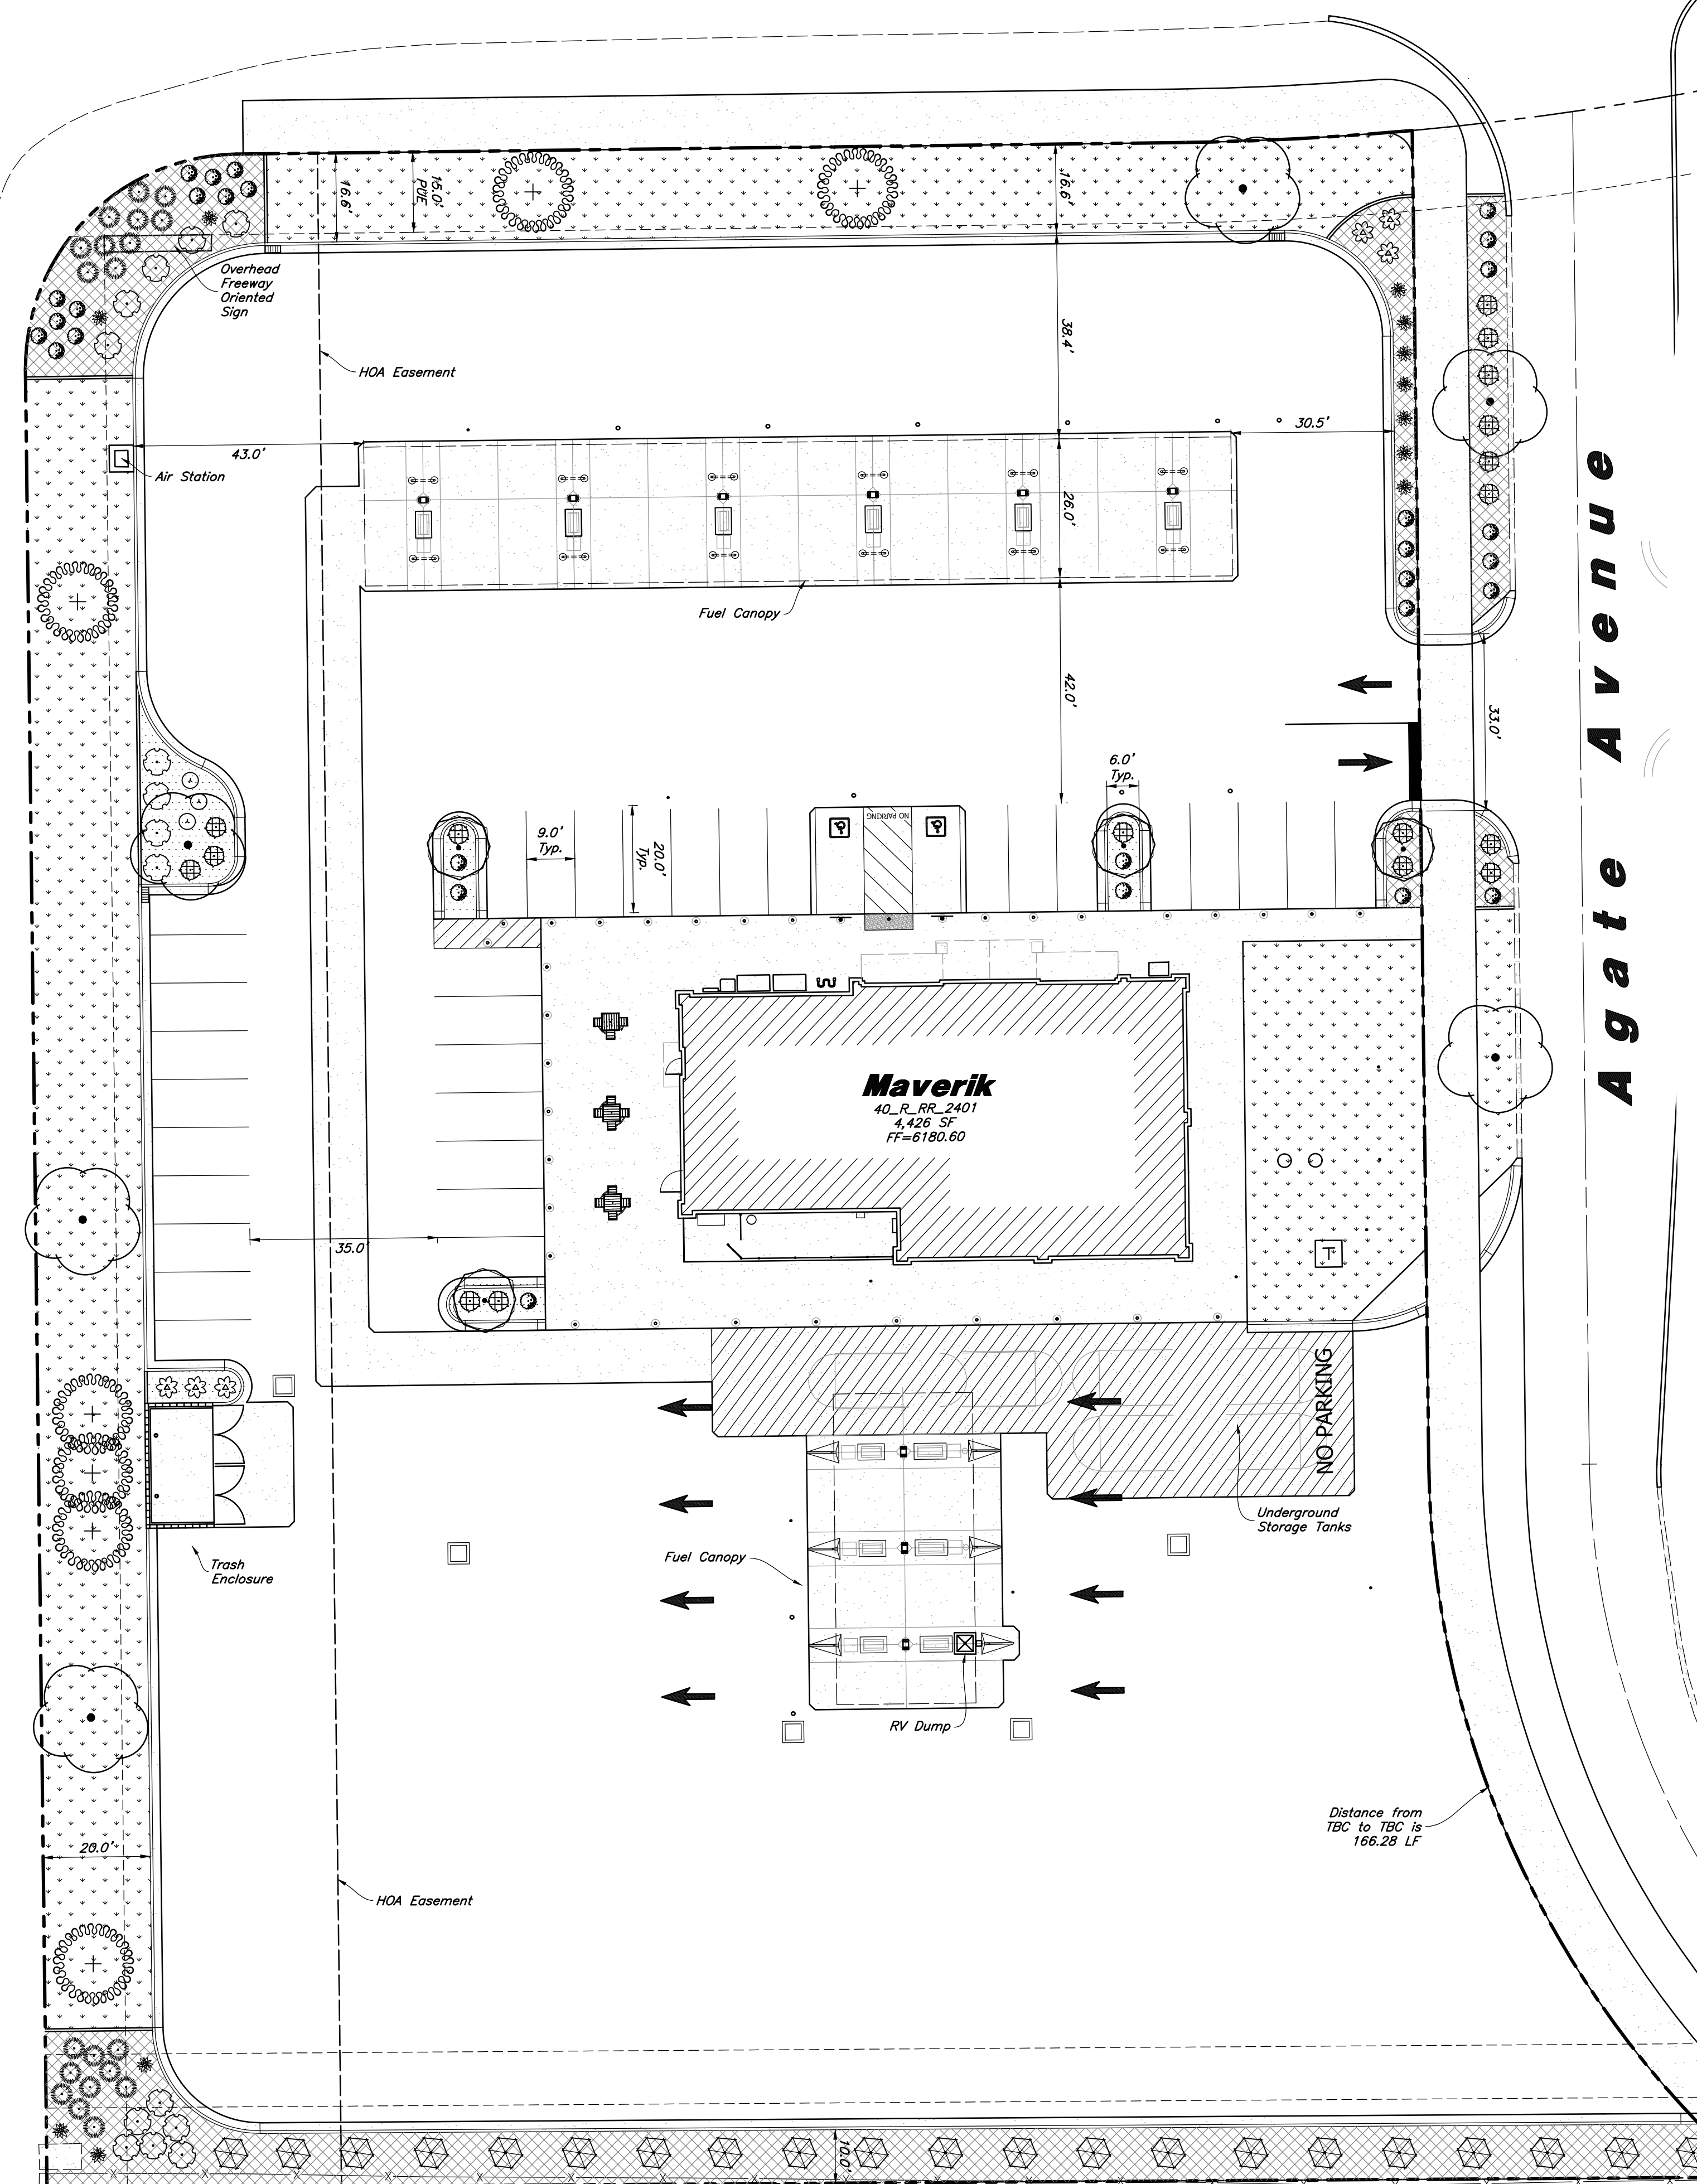 16.6'
15.0'
PUE
16.6'
Overhead
Freeway
Oriented
Sign
HOA Easement
38.4'
43.0'
30.5'
Air Station
26.0'
Fuel Canopy
Agate Avenue
42.0'
33.0'
6.0'
Typ.
9.0'
Typ.
20.0'
Typ.
NO PARKING
Maverik
40_R_RR_2401
4,426 SF
FF=6180.60
35.0'
T
NO PARKING
Underground
Storage Tanks
Fuel Canopy
Trash
Enclosure
RV Dump
Distance from
TBC to TBC is
166.28 LF
20.0'
HOA Easement
10.0'